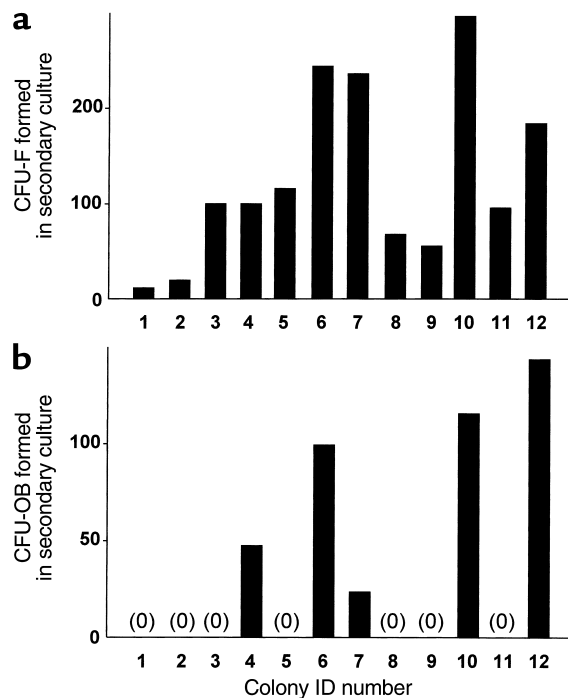 a
CFU-F formed
in secondary culture
200
100
0
1 2 3 4 5 6 7 8 9 10 11 12
b
CFU-OB formed
in secondary culture
100
50
0
(0) (0) (0) (0) (0) (0) (0)
1 2 3 4 5 6 7 8 9 10 11 12
Colony ID number